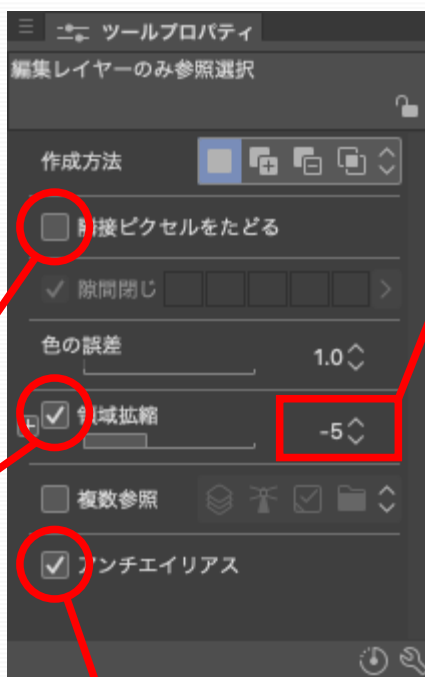 ツールプロパティ
編集レイヤーのみ参照選択
作成方法
隣接ピクセルをたどる
隙間閉じ
色の誤差 1.0
領域拡縮 -5
複数参照
アンチエイリアス